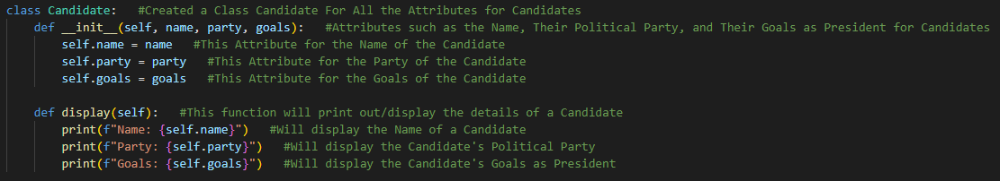 class Candidate:   #Created a Class Candidate For All the Attributes for Candidates
    def __init__(self, name, party, goals):   #Attributes such as the Name, Their Political Party, and Their Goals as President for Candidates
        self.name = name   #This Attribute for the Name of the Candidate
        self.party = party   #This Attribute for the Party of the Candidate
        self.goals = goals   #This Attribute for the Goals of the Candidate

    def display(self):   #This function will print out/display the details of a Candidate
        print(f"Name: {self.name}")   #Will display the Name of a Candidate
        print(f"Party: {self.party}")   #Will display the Candidate's Political Party
        print(f"Goals: {self.goals}")   #Will display the Candidate's Goals as President